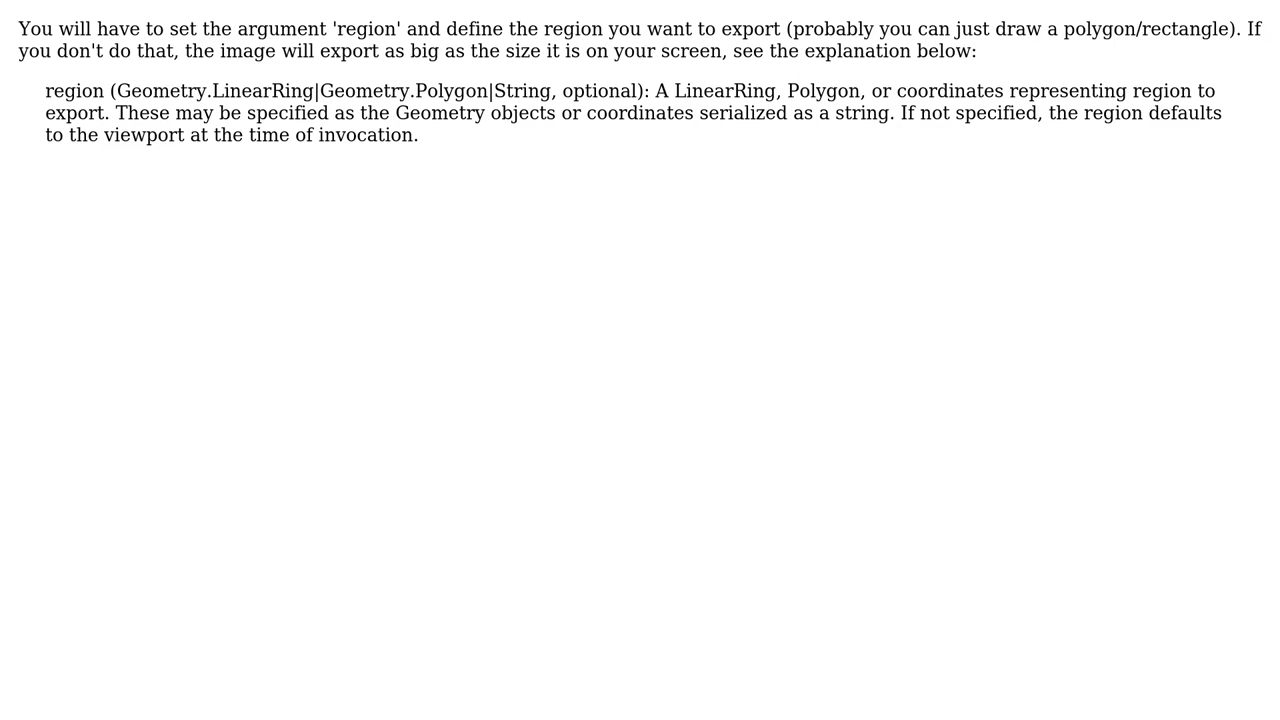 You will have to set the argument 'region' and define the region you want to export (probably you can just draw a polygon/rectangle). If
you don't do that, the image will export as big as the size it is on your screen, see the explanation below:
region (Geometry.LinearRing|Geometry.Polygon|String, optional): A LinearRing, Polygon, or coordinates representing region to
export. These may be specified as the Geometry objects or coordinates serialized as a string. If not specified, the region defaults
to the viewport at the time of invocation.